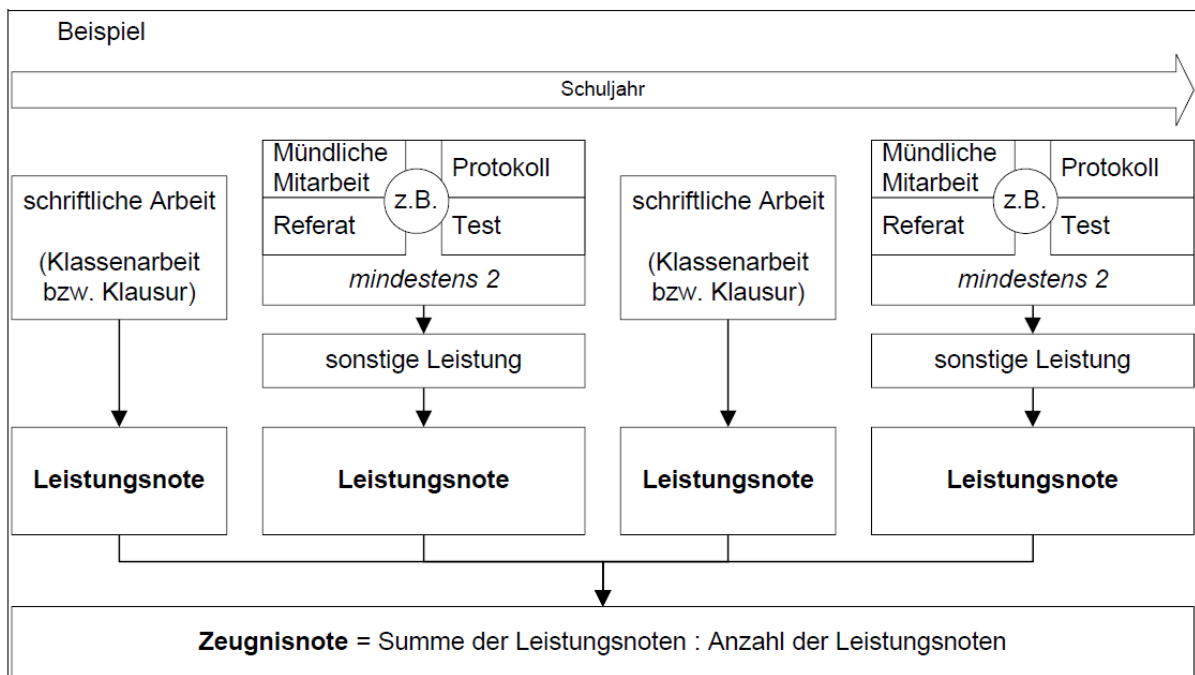 Beispiel
Schuljahr
schriftliche Arbeit
(Klassenarbeit
bzw. Klausur)
Mündliche
Mitarbeit
Protokoll
z.B.
Referat
Test
mindestens 2
sonstige Leistung
schriftliche Arbeit
(Klassenarbeit
bzw. Klausur)
Mündliche
Mitarbeit
Protokoll
z.B.
Referat
Test
mindestens 2
sonstige Leistung
Leistungsnote
Leistungsnote
Leistungsnote
Leistungsnote
Zeugnisnote = Summe der Leistungsnoten : Anzahl der Leistungsnoten